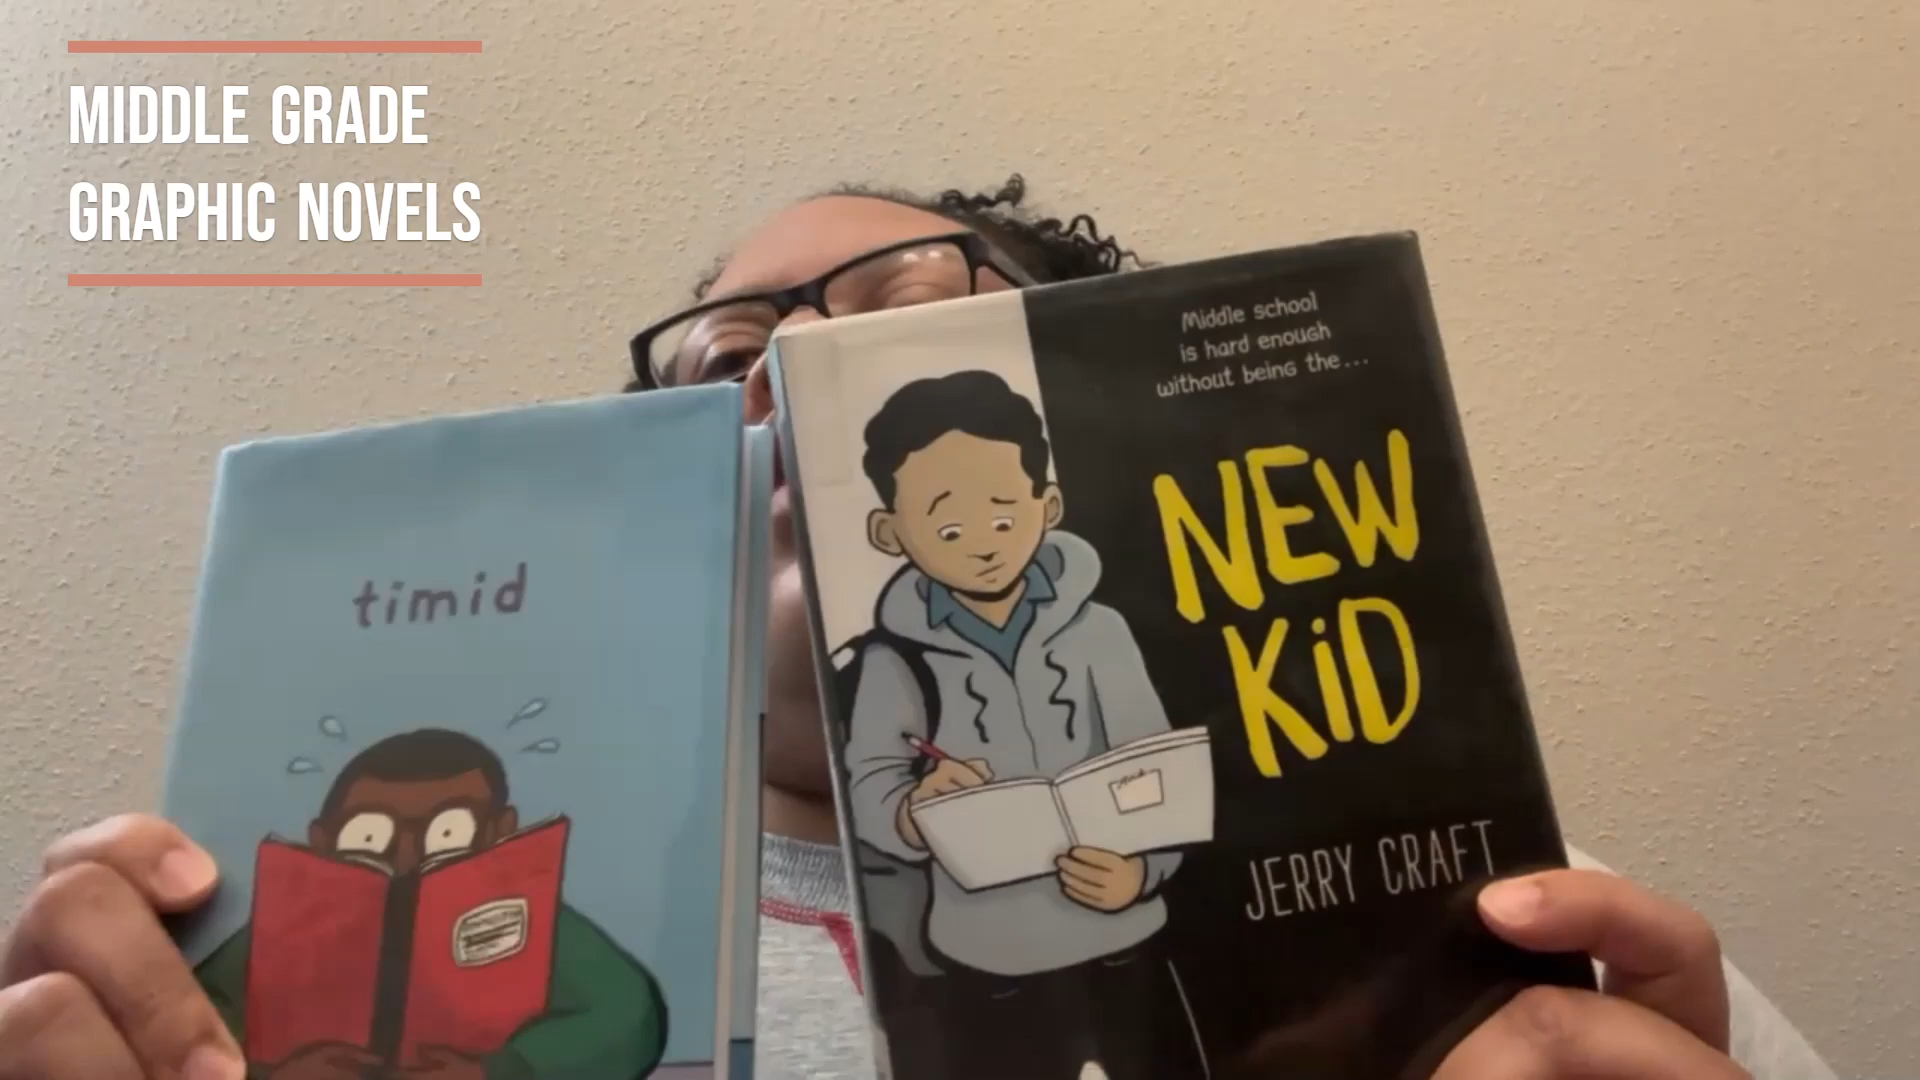 MIDDLE GRADE
GRAPHIC NOVELS
timid
Middle school
is hard enough
without being the...
NEW
KiD
JERRY CRAFT